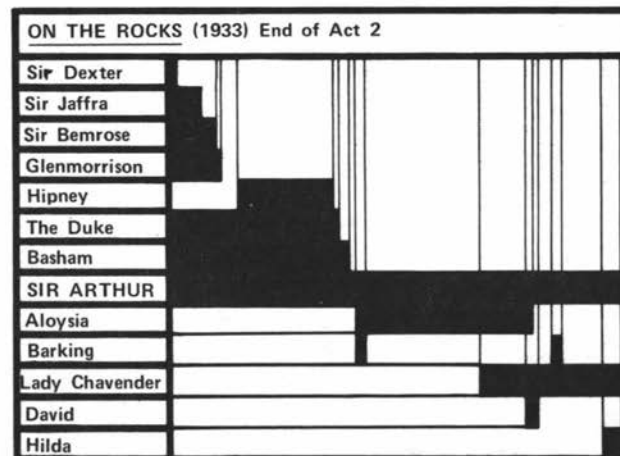 ON THE ROCKS (1933) End of Act 2
Sir Dexter
Sir Jaffra
Sir Bemrose
Glenmorrison
Hipney
The Duke
Basham
SIR ARTHUR
Aloysia
Barking
Lady Chavender
David
Hilda